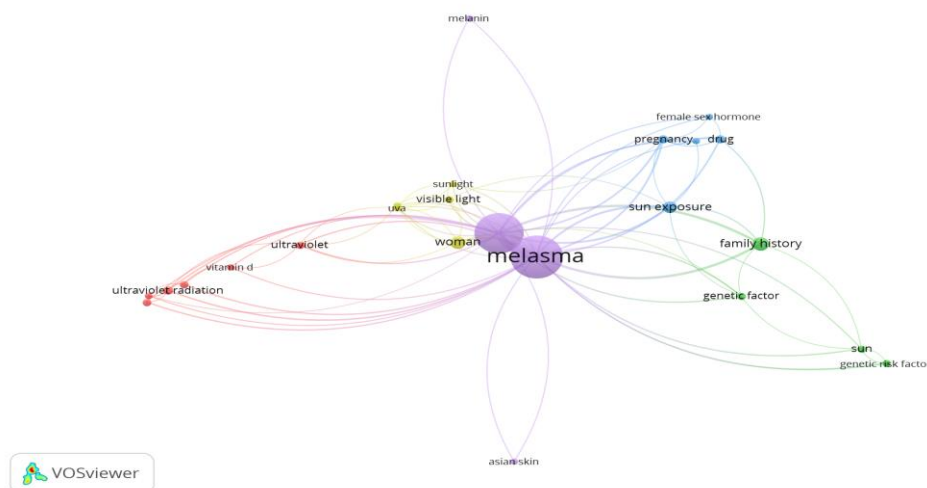 melanin
female sex hormone
pregnancy
drug
sunlight
visible light
uva
sun exposure
ultraviolet
woman
family history
melasma
vitamin d
ultraviolet radiation
genetic factor
sun
genetic risk facto
asian skin
VOSviewer